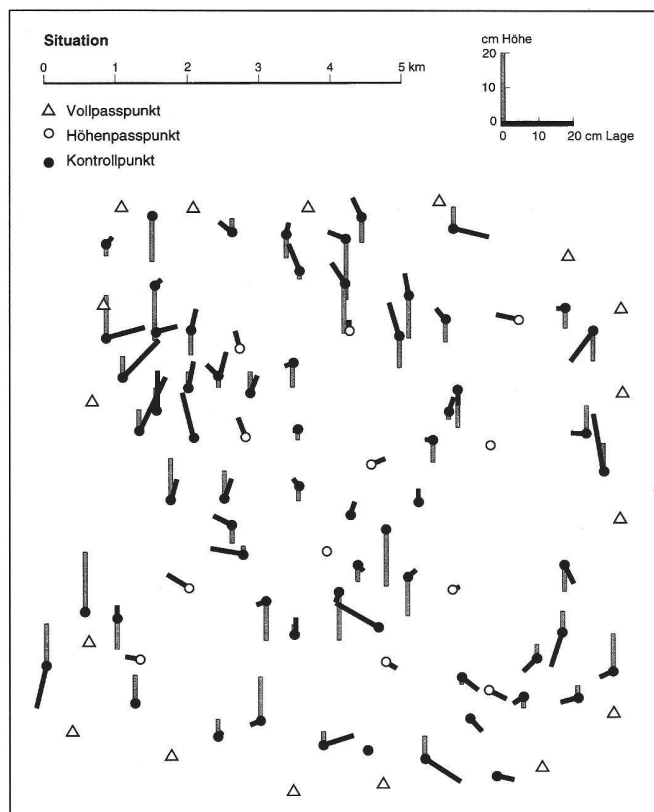 Situation
0 1 2 3 4 5 km
△ Vollpasspunkt
○ Höhenpasspunkt
● Kontrollpunkt
cm Höhe
20
10
0
0 10 20 cm Lage